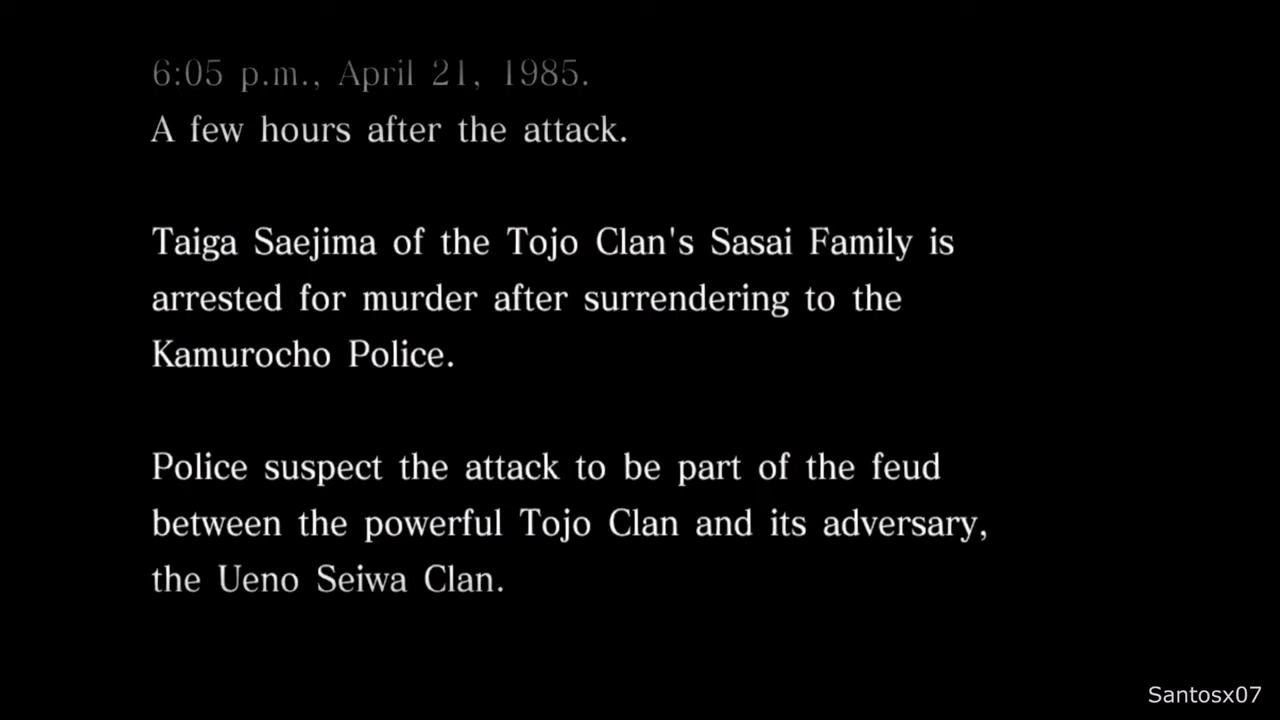 6:05 p.m., April 21, 1985.
A few hours after the attack.
Taiga Saejima of the Tojo Clan's Sasai Family is
arrested for murder after surrendering to the
Kamurocho Police.
Police suspect the attack to be part of the feud
between the powerful Tojo Clan and its adversary,
the Ueno Seiwa Clan.
Santosx07